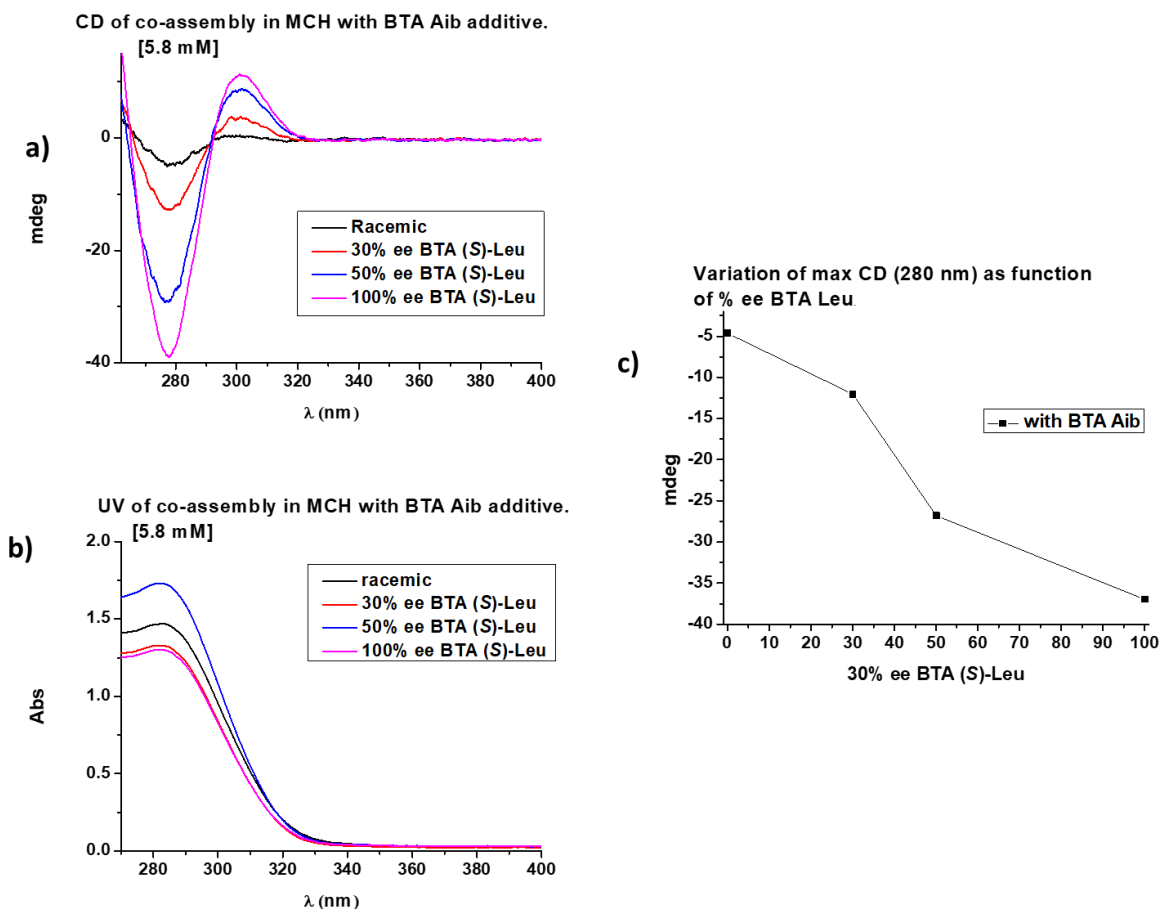 CD of co-assembly in MCH with BTA Aib additive.
[5.8 mM]
a)
mdeg
0
-20
-40
Racemic
30% ee BTA (S)-Leu
50% ee BTA (S)-Leu
100% ee BTA (S)-Leu
280 300 320 340 360 380 400
λ (nm)
UV of co-assembly in MCH with BTA Aib additive.
[5.8 mM]
b)
Abs
2.0
1.5
1.0
0.5
0.0
racemic
30% ee BTA (S)-Leu
50% ee BTA (S)-Leu
100% ee BTA (S)-Leu
280 300 320 340 360 380 400
λ (nm)
Variation of max CD (280 nm) as function
of % ee BTA Leu
c)
mdeg
-5
-10
-15
-20
-25
-30
-35
-40
with BTA Aib
0 10 20 30 40 50 60 70 80 90 100
30% ee BTA (S)-Leu